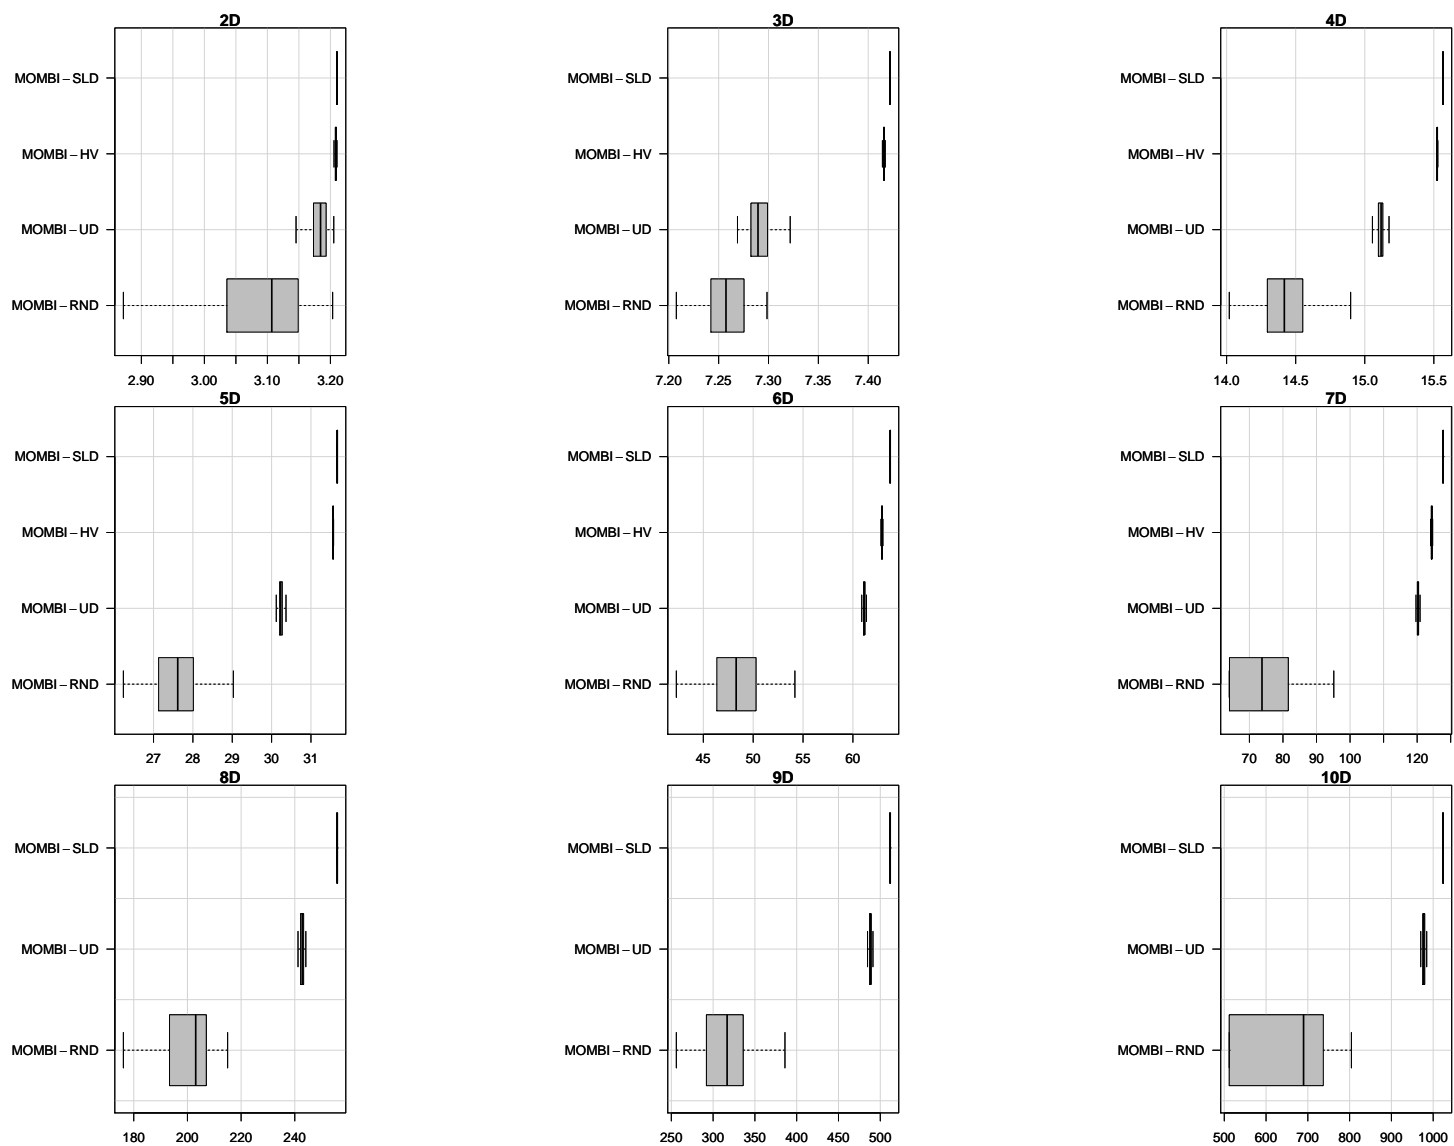 2D 3D 4D
MOMBI-SLD MOMBI-SLD MOMBI-SLD
MOMBI-HV MOMBI-HV MOMBI-HV
MOMBI-UD MOMBI-UD MOMBI-UD
MOMBI-RND MOMBI-RND MOMBI-RND
2.90 3.00 3.10 3.20 7.20 7.25 7.30 7.35 7.40 14.0 14.5 15.0 15.5
5D 6D 7D
MOMBI-SLD MOMBI-SLD MOMBI-SLD
MOMBI-HV MOMBI-HV MOMBI-HV
MOMBI-UD MOMBI-UD MOMBI-UD
MOMBI-RND MOMBI-RND MOMBI-RND
27 28 29 30 31 45 50 55 60 70 80 90 100 120
8D 9D 10D
MOMBI-SLD MOMBI-SLD MOMBI-SLD
MOMBI-UD MOMBI-UD MOMBI-UD
MOMBI-RND MOMBI-RND MOMBI-RND
180 200 220 240 250 300 350 400 450 500 500 600 700 800 900 1000